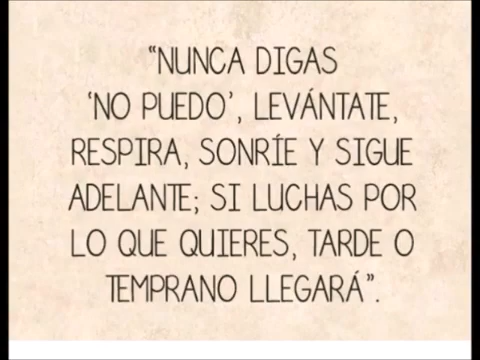 “NUNCA DIGAS
‘NO PUEDO’, LEVÁNTATE,
RESPIRA, SONRÍE Y SIGUE
ADELANTE; SI LUCHAS POR
LO QUE QUIERES, TARDE O
TEMPRANO LLEGARÁ”.